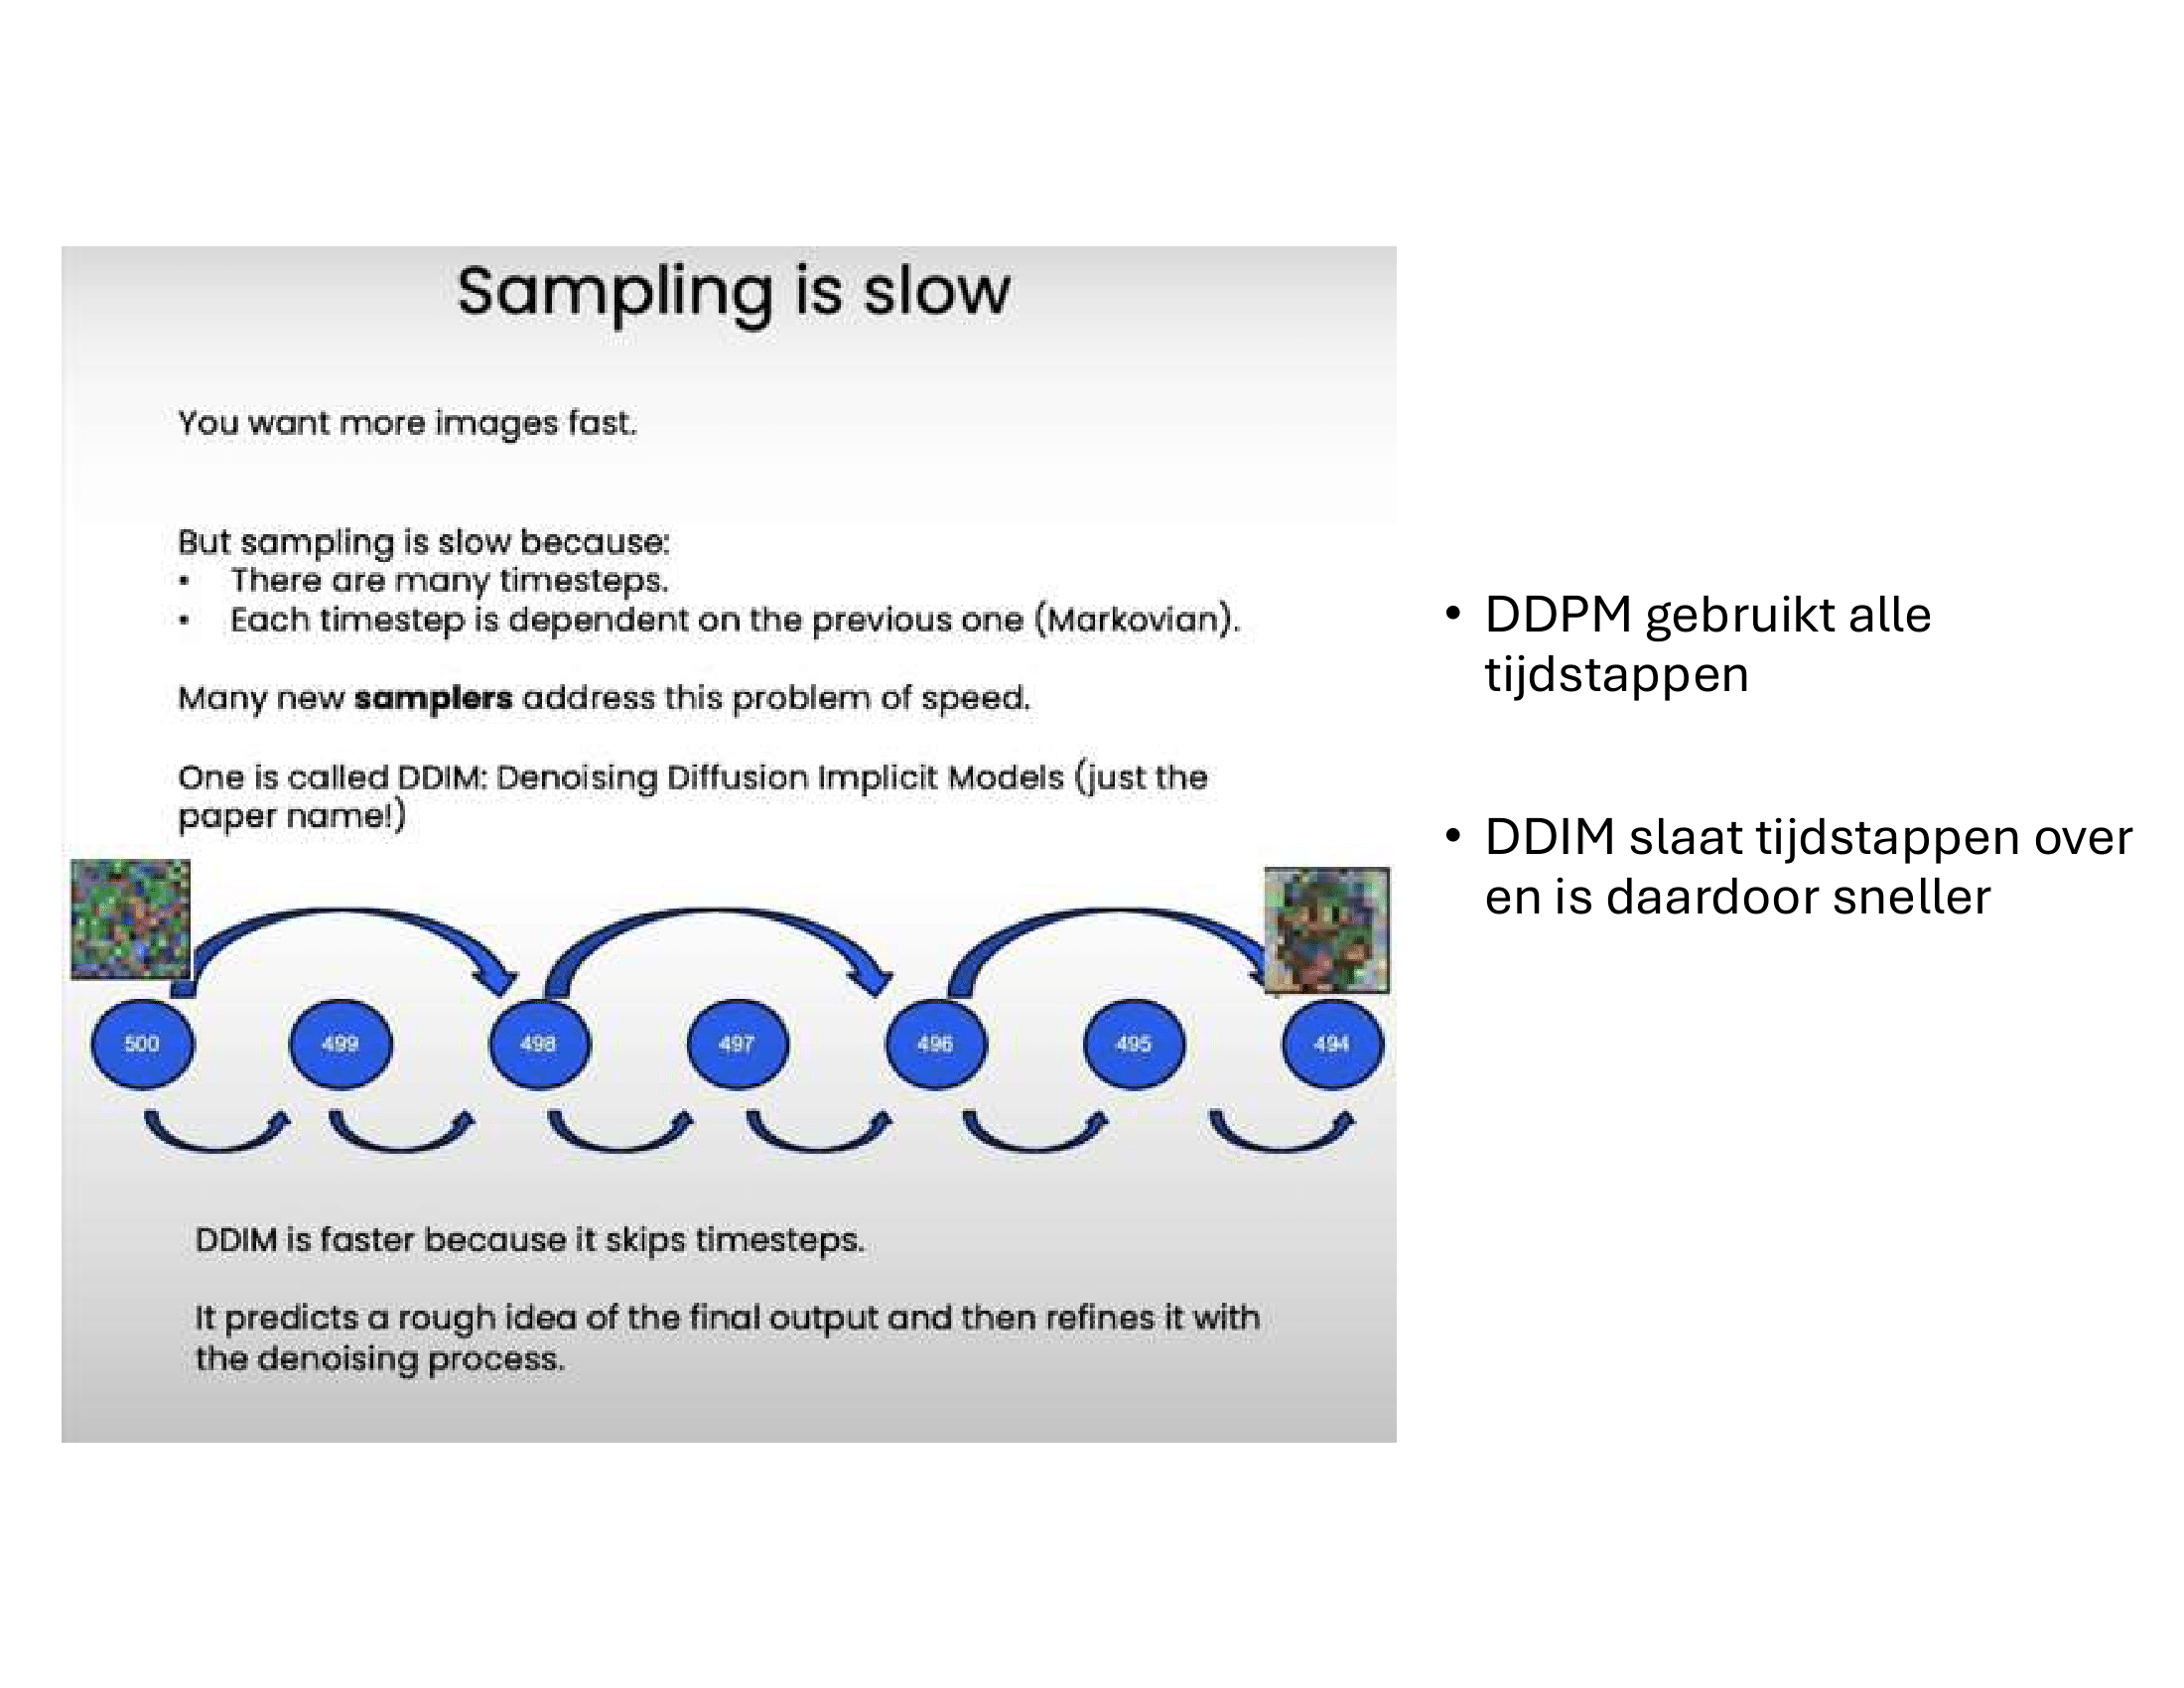 Sampling is slow
You want more images fast.
But sampling is slow because:
• There are many timesteps.
• Each timestep is dependent on the previous one (Markovian).
Many new samplers address this problem of speed.
One is called DDIM: Denoising Diffusion Implicit Models (just the
paper name!)
500 499 498 497 496 495 494
DDIM is faster because it skips timesteps.
It predicts a rough idea of the final output and then refines it with
the denoising process.
• DDPM gebruikt alle
tijdstappen
• DDIM slaat tijdstappen over
en is daardoor sneller